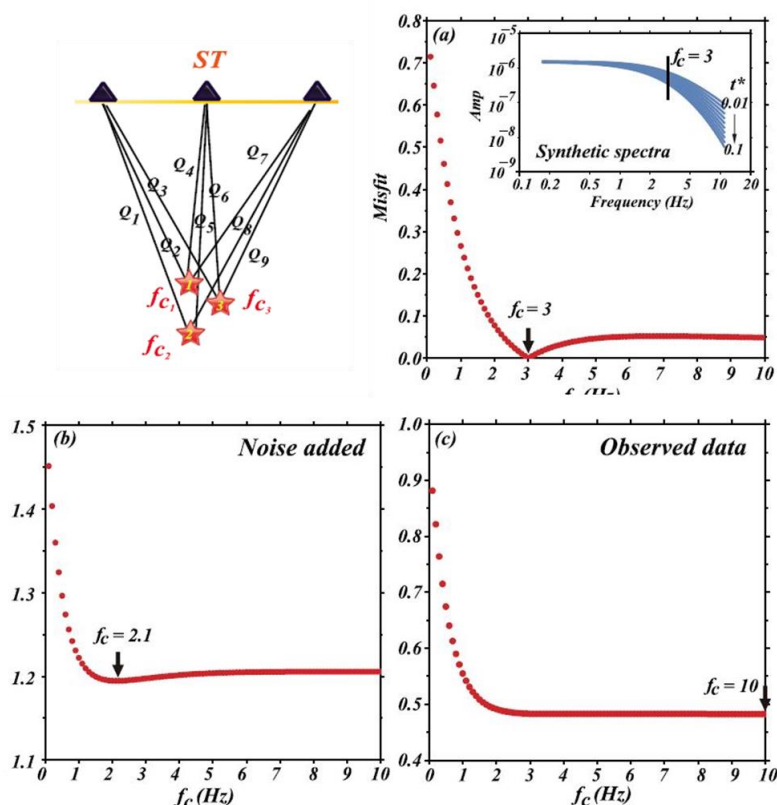 ST
Q1
Q2
Q3
Q4
Q5
Q6
Q7
Q8
Q9
1
3
2
fc1
fc3
fc2
(a)
0.8
0.7
0.6
0.5
0.4
0.3
0.2
0.1
0.0
Misfit
fc = 3
0 1 2 3 4 5 6 7 8 9 10
10-5
10-6
10-7
10-8
10-9
Amp
fc = 3
t*
0.01
0.1
Synthetic spectra
0.1 0.2 0.5 1 2 5 10 20
Frequency (Hz)
(b) Noise added
1.5
1.4
1.3
1.2
1.1
fc = 2.1
0 2 4 6 8 10
fc (Hz)
(c) Observed data
1.0
0.9
0.8
0.7
0.6
0.5
0.4
fc = 10
0 1 2 3 4 5 6 7 8 9 10
fc (Hz)